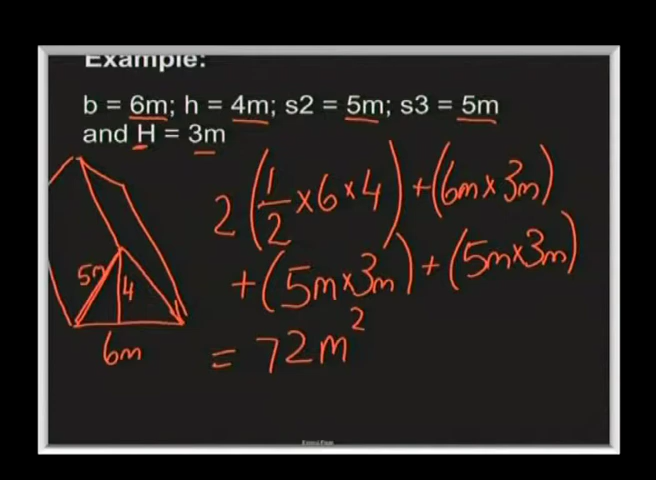 Example:
b = 6m; h = 4m; s2 = 5m; s3 = 5m
and H = 3m
2(1/2 × 6 × 4) + (6m × 3m)
+ (5m × 3m) + (5m × 3m)
= 72m²
5m
4
6m